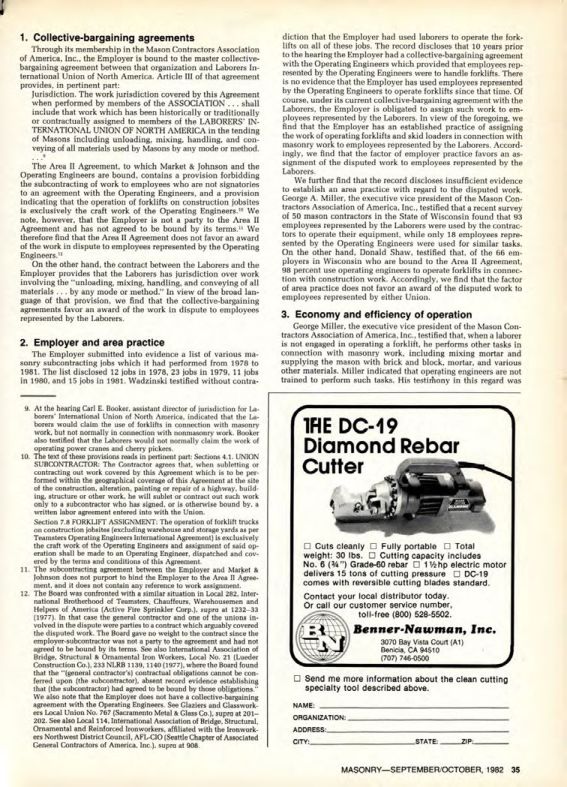 1. Collective-bargaining agreements
Through its membership in the Mason Contractors Association
of America, Inc., the Employer is bound to the master collective-
bargaining agreement between that organization and Laborers In-
ternational Union of North America. Article III of that agreement
provides, in pertinent part:
Jurisdiction. The work jurisdiction covered by this Agreement
when performed by members of the ASSOCIATION . . . shall
include that work which has been historically or traditionally
or contractually assigned to members of the LABORERS' IN-
TERNATIONAL UNION OF NORTH AMERICA in the tending
of Masons including unloading, mixing, handling, and con-
veying of all materials used by Masons by any mode or method.
. . .9
The Area II Agreement, to which Market & Johnson and the
Operating Engineers are bound, contains a provision forbidding
the subcontracting of work to employees who are not signatories
to an agreement with the Operating Engineers, and a provision
indicating that the operation of forklifts on construction jobsites
is exclusively the craft work of the Operating Engineers.10 We
note, however, that the Employer is not a party to the Area II
Agreement and has not agreed to be bound by its terms.11 We
therefore find that the Area II Agreement does not favor an award
of the work in dispute to employees represented by the Operating
Engineers.12
On the other hand, the contract between the Laborers and the
Employer provides that the Laborers has jurisdiction over work
involving the "unloading, mixing, handling, and conveying of all
materials . . . by any mode or method." In view of the broad lan-
guage of that provision, we find that the collective-bargaining
agreements favor an award of the work in dispute to employees
represented by the Laborers.
2. Employer and area practice
The Employer submitted into evidence a list of various ma-
sonry subcontracting jobs which it had performed from 1978 to
1981. The list disclosed 12 jobs in 1978, 23 jobs in 1979, 11 jobs
in 1980, and 15 jobs in 1981. Wadzinski testified without contra-
9. At the hearing Carl E. Booker, assistant director of jurisdiction for La-
borers' International Union of North America, indicated that the La-
borers would claim the use of forklifts in connection with masonry
work, but not normally in connection with nonmasonry work. Booker
also testified that the Laborers would not normally claim the work of
operating power cranes and cherry pickers.
10. The text of these provisions reads in pertinent part: Sections 4.1. UNION
SUBCONTRACTOR: The Contractor agrees that, when subletting or
contracting out work covered by this Agreement which is to be per-
formed within the geographical coverage of this Agreement at the site
of the construction, alteration, painting or repair of a highway, build-
ing, structure or other work, he will sublet or contract out such work
only to a subcontractor who has signed, or is otherwise bound by, a
written labor agreement entered into with the Union.
Section 7.8 FORKLIFT ASSIGNMENT: The operation of forklift trucks
on construction jobsites (excluding warehouse and storage yards as per
Teamsters Operating Engineers International Agreement) is exclusively
the craft work of the Operating Engineers and assignment of said op-
eration shall be made to an Operating Engineer, dispatched and cov-
ered by the terms and conditions of this Agreement.
11. The subcontracting agreement between the Employer and Market &
Johnson does not purport to bind the Employer to the Area II Agree-
ment, and it does not contain any reference to work assignment.
12. The Board was confronted with a similar situation in Local 282, Inter-
national Brotherhood of Teamsters, Chauffeurs, Warehousemen and
Helpers of America (Active Fire Sprinkler Corp.), supra at 1232–33
(1977). In that case the general contractor and one of the unions in-
volved in the dispute were parties to a contract which arguably covered
the disputed work. The Board gave no weight to the contract since the
employer-subcontractor was not a party to the agreement and had not
agreed to be bound by its terms. See also International Association of
Bridge, Structural & Ornamental Iron Workers, Local No. 21 (Lueder
Construction Co.), 233 NLRB 1139, 1140 (1977), where the Board found
that the "(general contractor's) contractual obligations cannot be con-
ferred upon (the subcontractor), absent record evidence establishing
that (the subcontractor) had agreed to be bound by those obligations."
We also note that the Employer does not have a collective-bargaining
agreement with the Operating Engineers. See Glaziers and Glasswork-
ers Local Union No. 767 (Sacramento Metal & Glass Co.), supra at 201–
202. See also Local 114, International Association of Bridge, Structural,
Ornamental and Reinforced Ironworkers, affiliated with the Ironwork-
ers Northwest District Council, AFL-CIO (Seattle Chapter of Associated
General Contractors of America, Inc.), supra at 908.
diction that the Employer had used laborers to operate the fork-
lifts on all of these jobs. The record discloses that 10 years prior
to the hearing the Employer had a collective-bargaining agreement
with the Operating Engineers which provided that employees rep-
resented by the Operating Engineers were to handle forklifts. There
is no evidence that the Employer has used employees represented
by the Operating Engineers to operate forklifts since that time. Of
course, under its current collective-bargaining agreement with the
Laborers, the Employer is obligated to assign such work to em-
ployees represented by the Laborers. In view of the foregoing, we
find that the Employer has an established practice of assigning
the work of operating forklifts and skid loaders in connection with
masonry work to employees represented by the Laborers. Accord-
ingly, we find that the factor of employer practice favors an as-
signment of the disputed work to employees represented by the
Laborers.
We further find that the record discloses insufficient evidence
to establish an area practice with regard to the disputed work.
George A. Miller, the executive vice president of the Mason Con-
tractors Association of America, Inc., testified that a recent survey
of 50 mason contractors in the State of Wisconsin found that 93
employees represented by the Laborers were used by the contrac-
tors to operate their equipment, while only 18 employees repre-
sented by the Operating Engineers were used for similar tasks.
On the other hand, Donald Shaw, testified that, of the 66 em-
ployers in Wisconsin who are bound to the Area II Agreement,
98 percent use operating engineers to operate forklifts in connec-
tion with construction work. Accordingly, we find that the factor
of area practice does not favor an award of the disputed work to
employees represented by either Union.
3. Economy and efficiency of operation
George Miller, the executive vice president of the Mason Con-
tractors Association of America, Inc., testified that, when a laborer
is not engaged in operating a forklift, he performs other tasks in
connection with masonry work, including mixing mortar and
supplying the mason with brick and block, mortar, and various
other materials. Miller indicated that operating engineers are not
trained to perform such tasks. His testimony in this regard was
THE DC-19
Diamond Rebar
Cutter
☐ Cuts cleanly ☐ Fully portable ☐ Total
weight: 30 lbs. ☐ Cutting capacity includes
No. 6 (¾") Grade-60 rebar ☐ 1½hp electric motor
delivers 15 tons of cutting pressure ☐ DC-19
comes with reversible cutting blades standard.
Contact your local distributor today.
Or call our customer service number,
toll-free (800) 528-5502.
BN
Benner-Nawman, Inc.
3070 Bay Vista Court (A1)
Benicia, CA 94510
(707) 746-0500
☐ Send me more information about the clean cutting
specialty tool described above.
NAME:
ORGANIZATION:
ADDRESS:
CITY: STATE: ZIP:
MASONRY—SEPTEMBER/OCTOBER, 1982 35